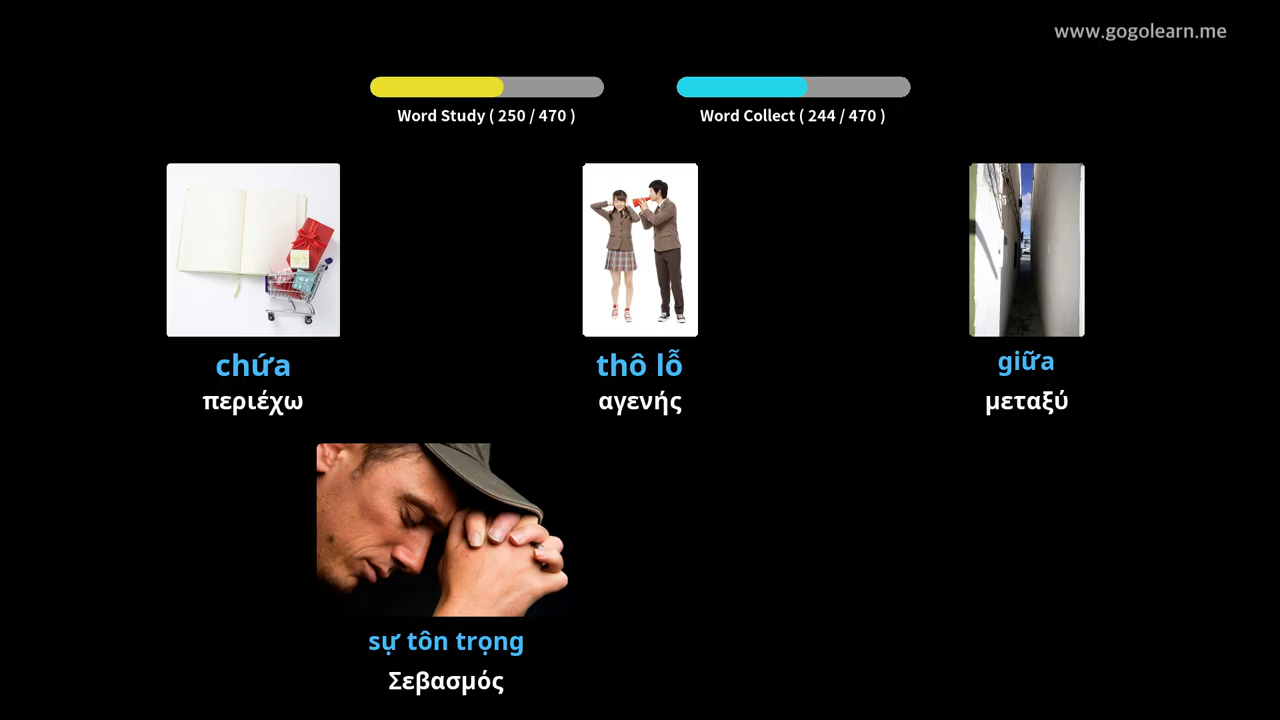 www.gogolearn.me
Word Study ( 250 / 470 )
Word Collect ( 244 / 470 )
chứa
περιέχω
thô lỗ
αγενής
giữa
μεταξύ
sự tôn trọng
Σεβασμός